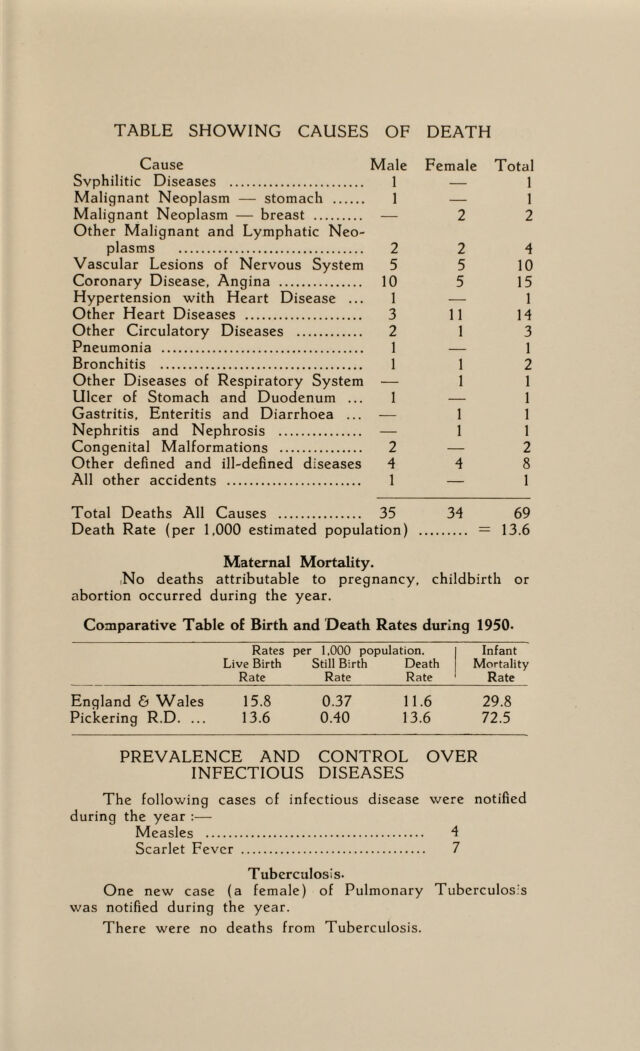 TABLE SHOWING CAUSES OF DEATH
Cause Male Female Total
Syphilitic Diseases ........................ 1 — 1
Malignant Neoplasm — stomach ...... 1 — 1
Malignant Neoplasm — breast ......... — 2 2
Other Malignant and Lymphatic Neo-
plasms ................................. 2 2 4
Vascular Lesions of Nervous System 5 5 10
Coronary Disease, Angina ............... 10 5 15
Hypertension with Heart Disease ... 1 — 1
Other Heart Diseases ..................... 3 11 14
Other Circulatory Diseases ............ 2 1 3
Pneumonia .................................... 1 — 1
Bronchitis .................................... 1 1 2
Other Diseases of Respiratory System — 1 1
Ulcer of Stomach and Duodenum ... 1 — 1
Gastritis, Enteritis and Diarrhoea ... — 1 1
Nephritis and Nephrosis ............... — 1 1
Congenital Malformations ............... 2 — 2
Other defined and ill-defined diseases 4 4 8
All other accidents ........................ 1 — 1
Total Deaths All Causes ............... 35 34 69
Death Rate (per 1,000 estimated population) ......... = 13.6
Maternal Mortality.
No deaths attributable to pregnancy, childbirth or
abortion occurred during the year.
Comparative Table of Birth and Death Rates during 1950.
Rates per 1,000 population. Infant
Live Birth Still Birth Death Mortality
Rate Rate Rate Rate
England & Wales 15.8 0.37 11.6 29.8
Pickering R.D. ... 13.6 0.40 13.6 72.5
PREVALENCE AND CONTROL OVER
INFECTIOUS DISEASES
The following cases of infectious disease were notified
during the year :—
Measles ...................................... 4
Scarlet Fever ................................ 7
Tuberculosis.
One new case (a female) of Pulmonary Tuberculosis
was notified during the year.
There were no deaths from Tuberculosis.